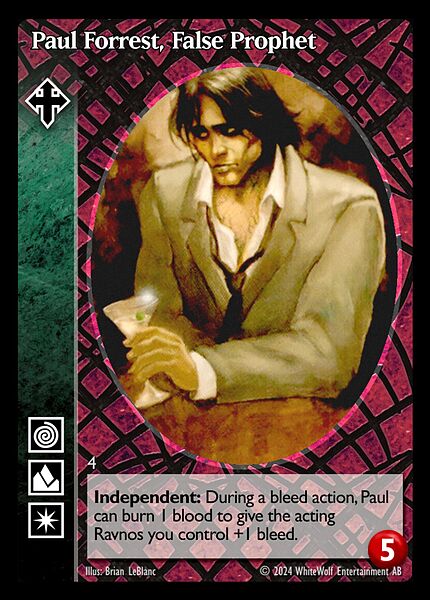 Paul Forrest, False Prophet
4
Independent: During a bleed action, Paul
can burn 1 blood to give the acting
Ravnos you control +1 bleed.
5
Illus: Brian LeBlanc © 2024 WhiteWolf Entertainment AB